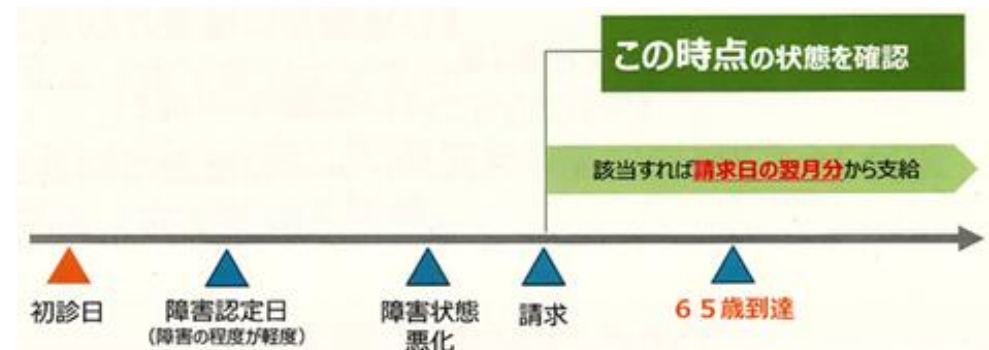 この時点の状態を確認
該当すれば請求日の翌月分から支給
初診日
障害認定日
(障害の程度が軽度)
障害状態
悪化
請求
65歳到達